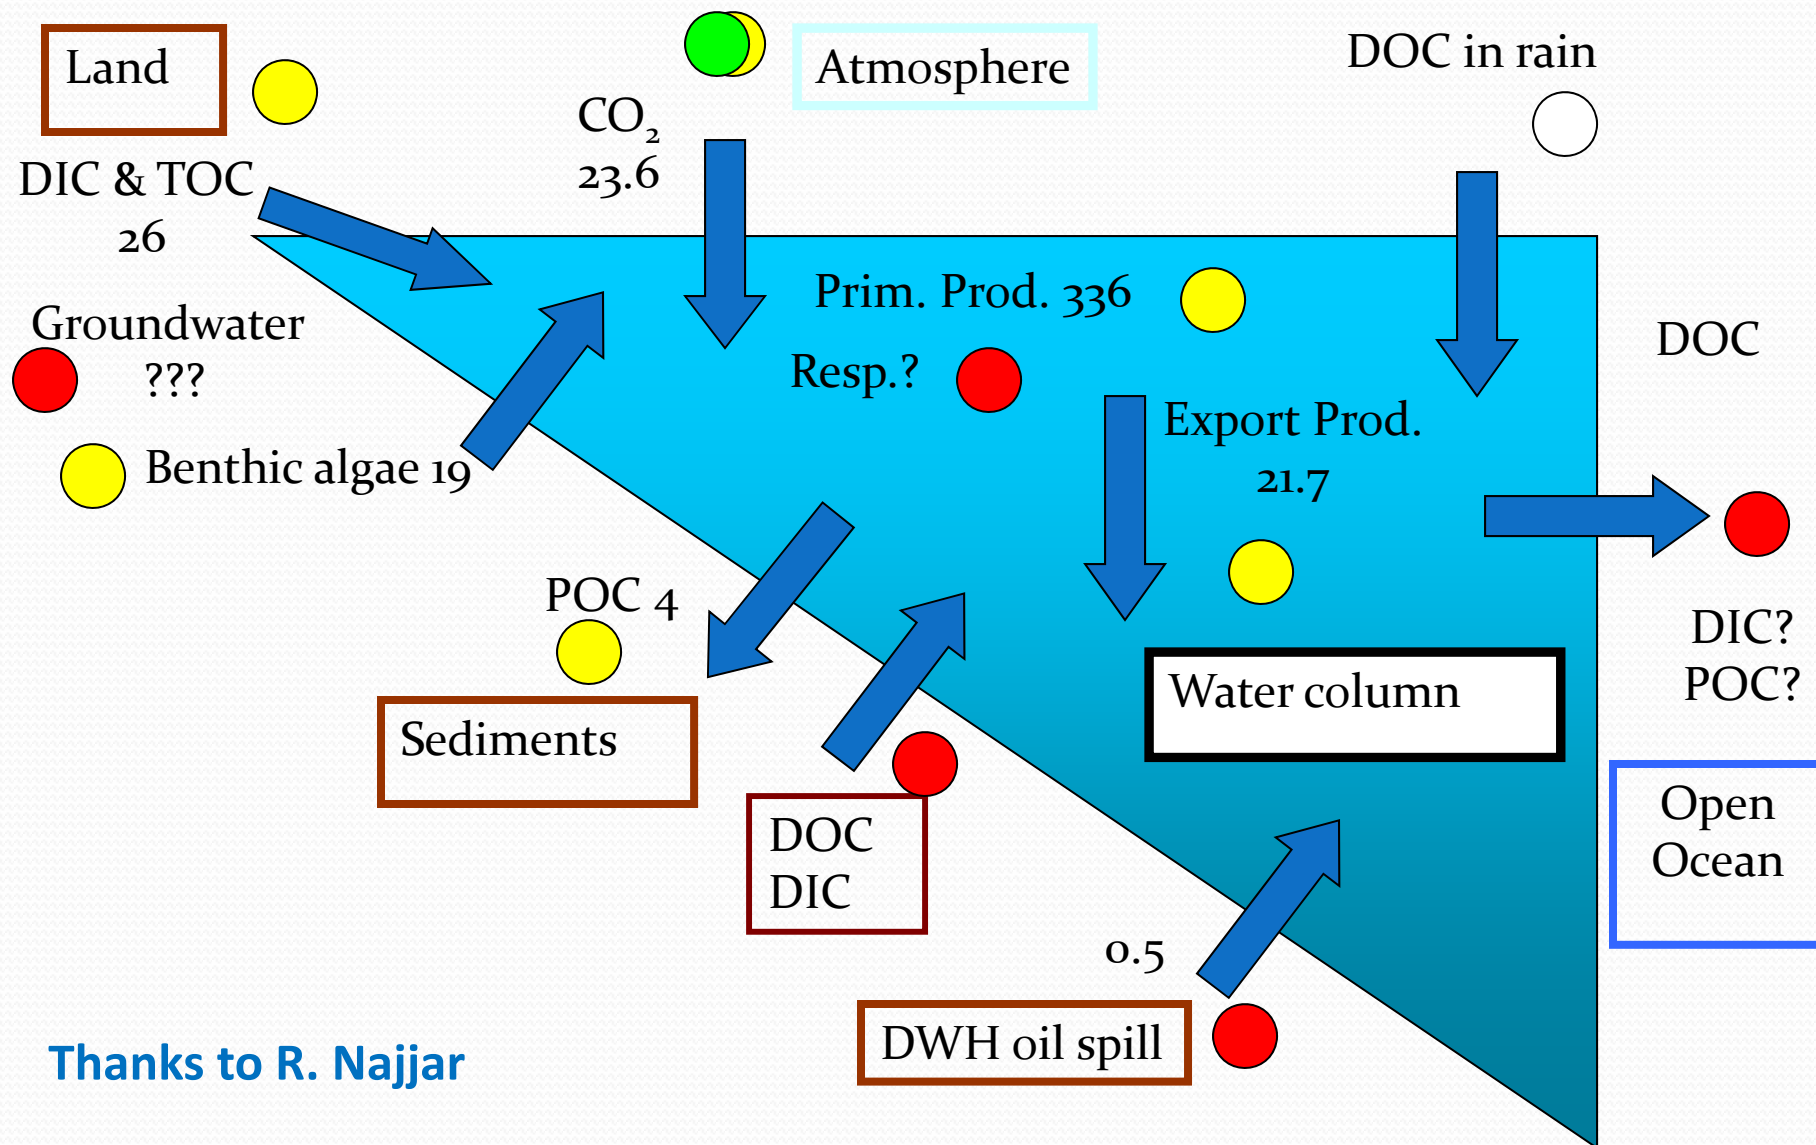 Land
Atmosphere
DOC in rain
CO₂
23.6
DIC & TOC
26
Prim. Prod. 336
Groundwater
???
DOC
Resp.?
Export Prod.
21.7
Benthic algae 19
POC 4
DIC?
POC?
Water column
Sediments
Open
Ocean
DOC
DIC
0.5
DWH oil spill
Thanks to R. Najjar